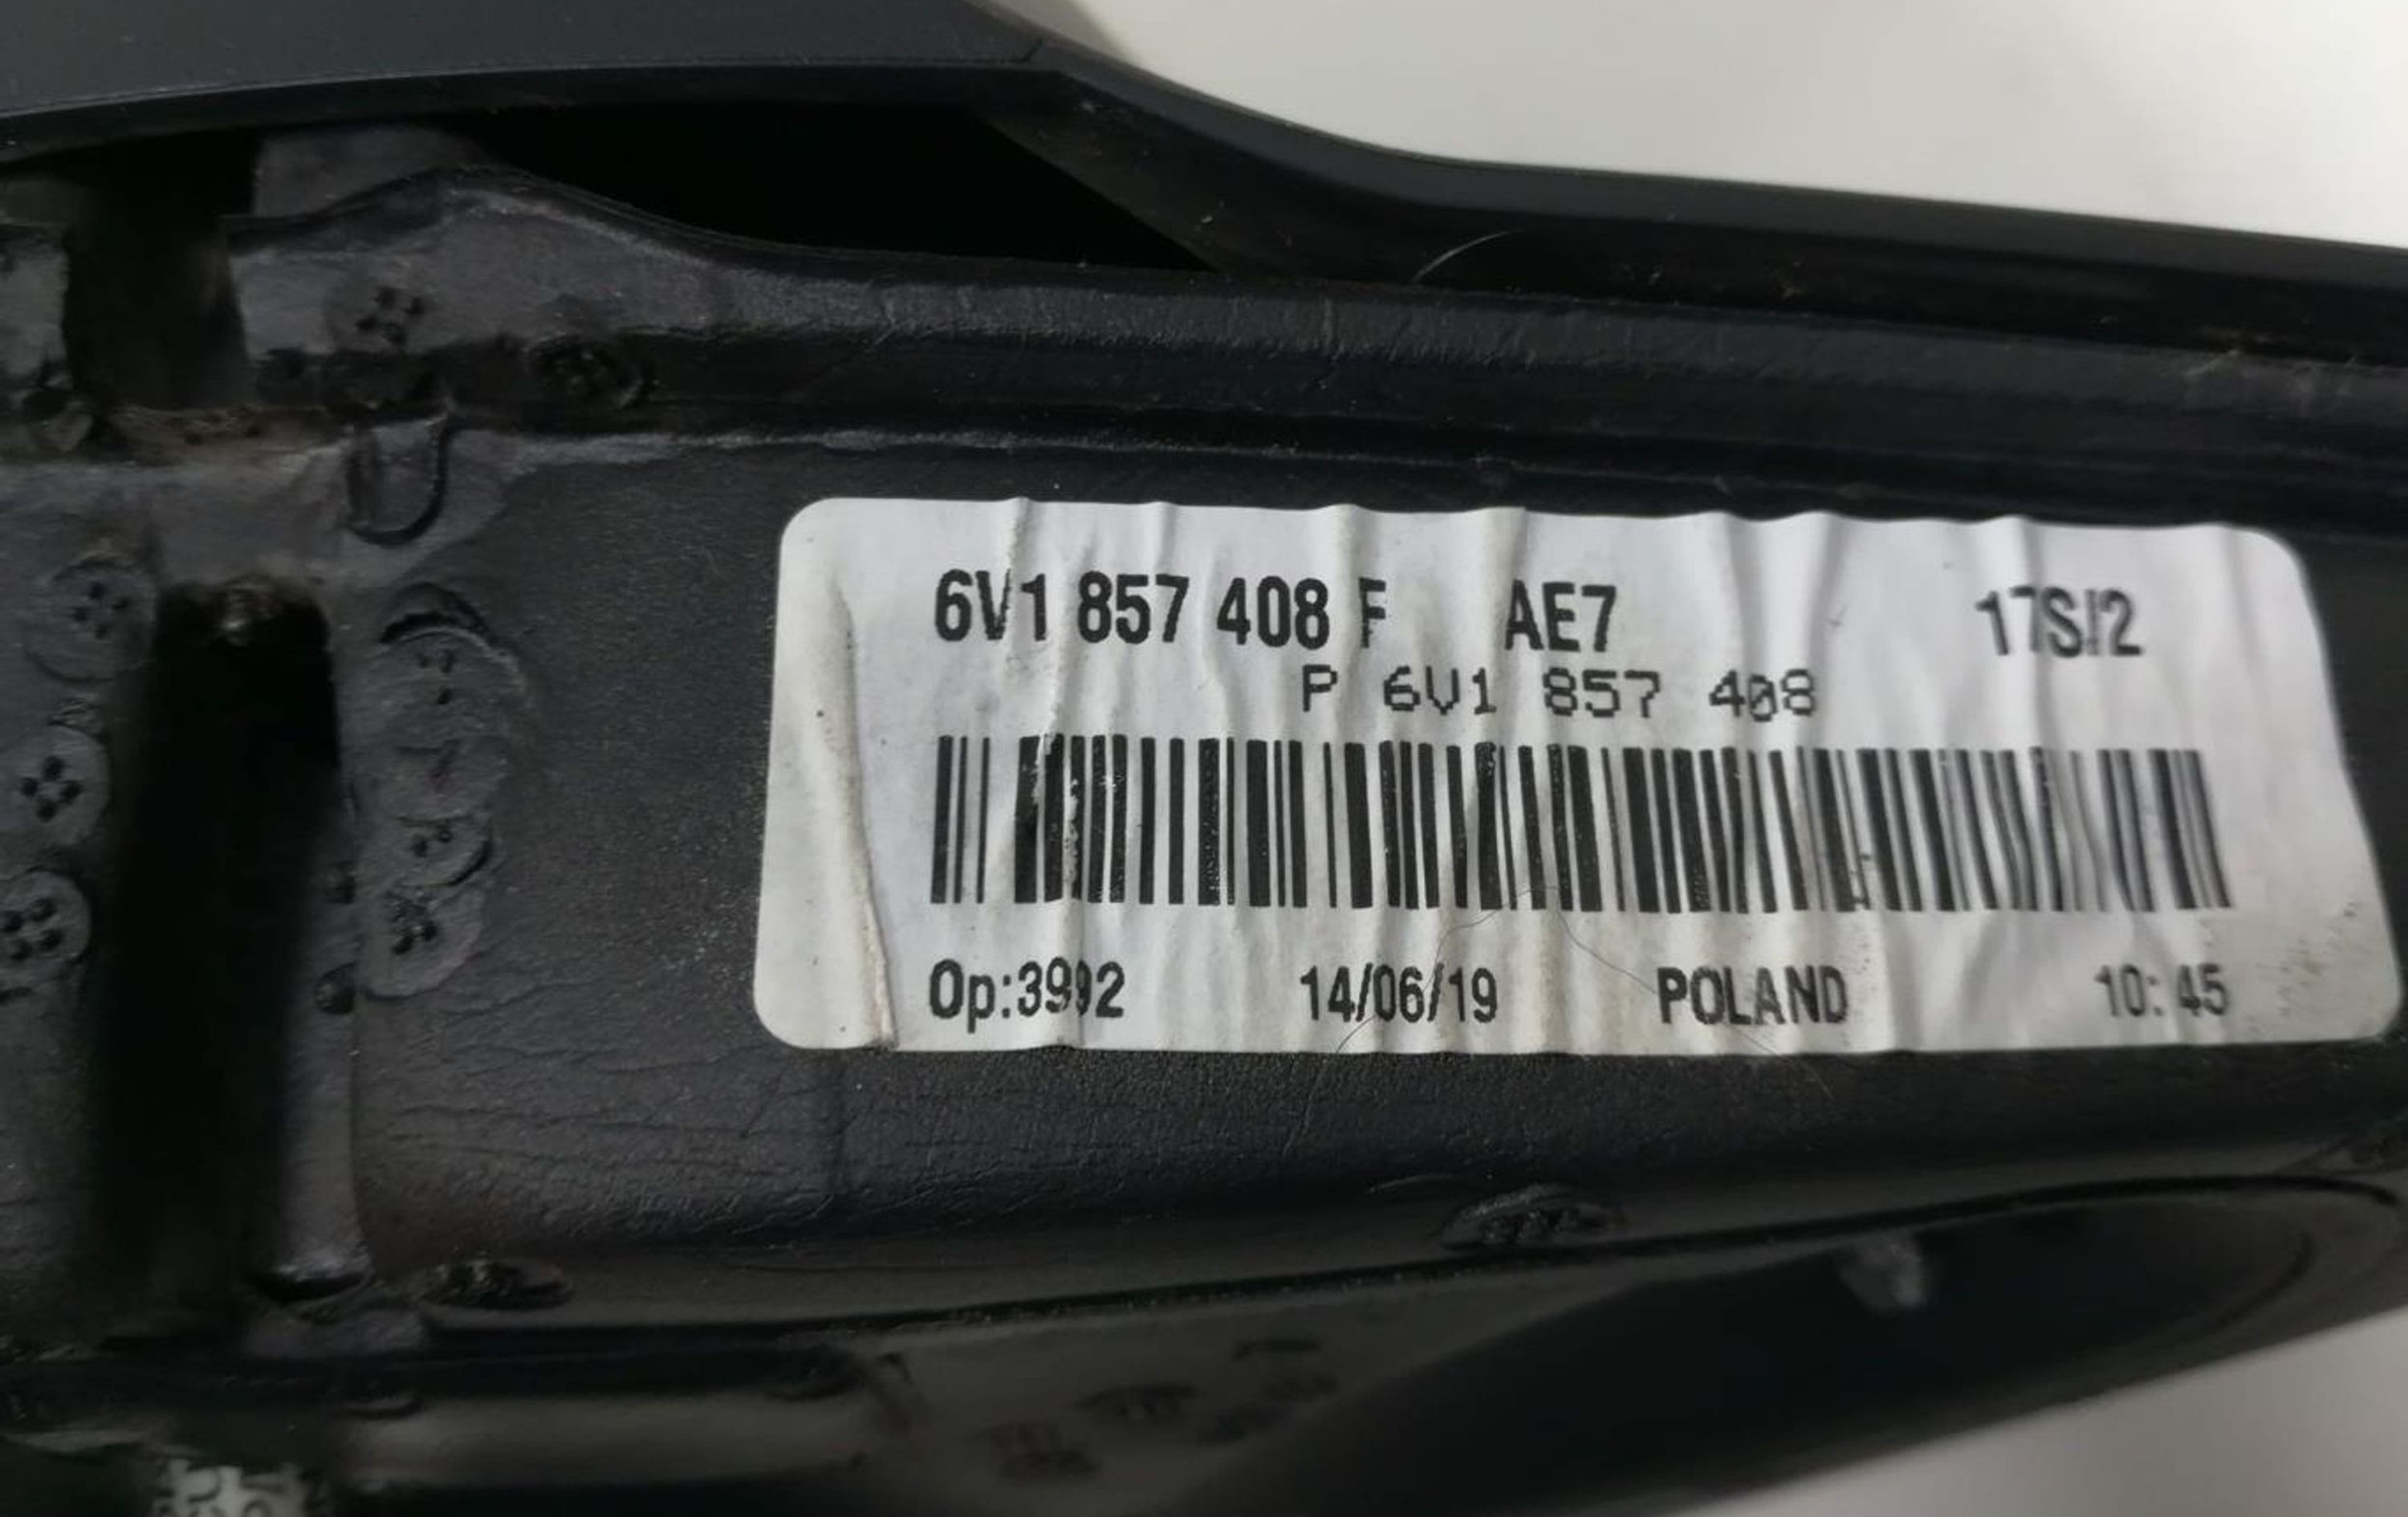 6V1 857 408 F AE7 17S/2
P 6V1 857 408
Op:3992 14/06/19 POLAND 10:45